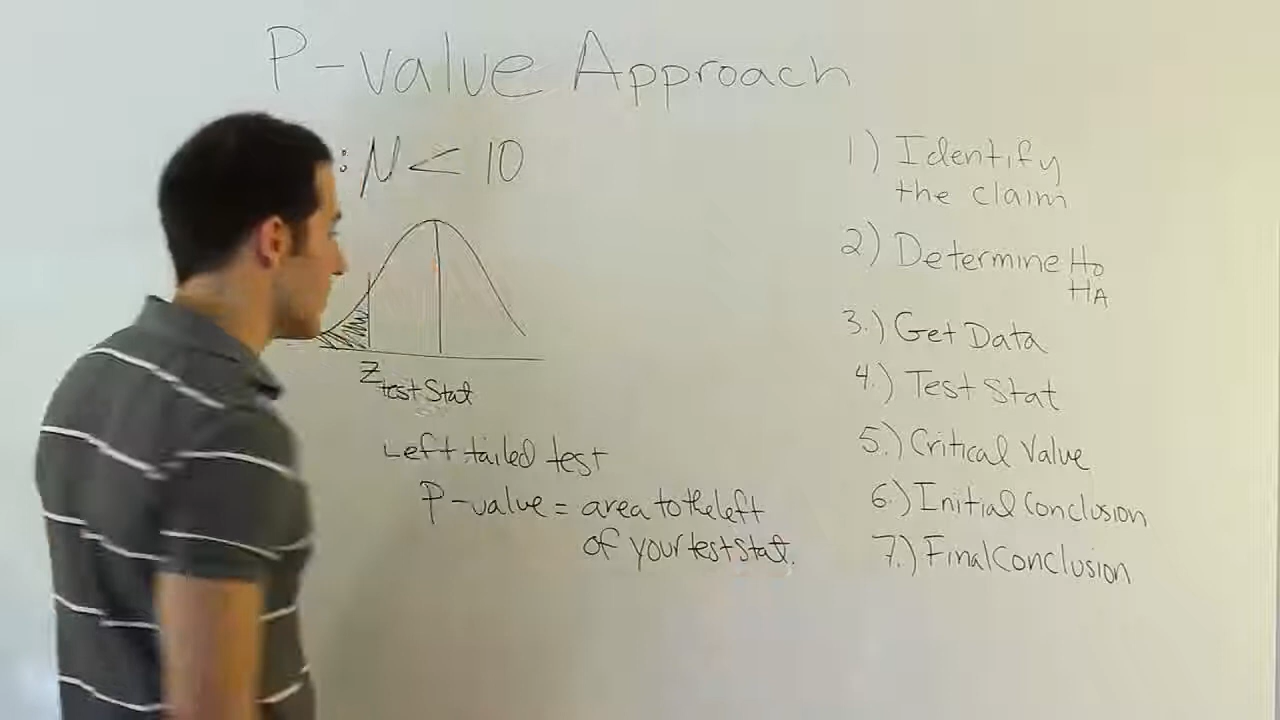 P-value Approach
: μ < 10
Z test Stat
Left tailed test
P-value = area to the left
of your test stat.
1) Identify
the claim
2) Determine Ho
HA
3.) Get Data
4.) Test Stat
5.) Critical Value
6.) Initial Conclusion
7.) Final Conclusion